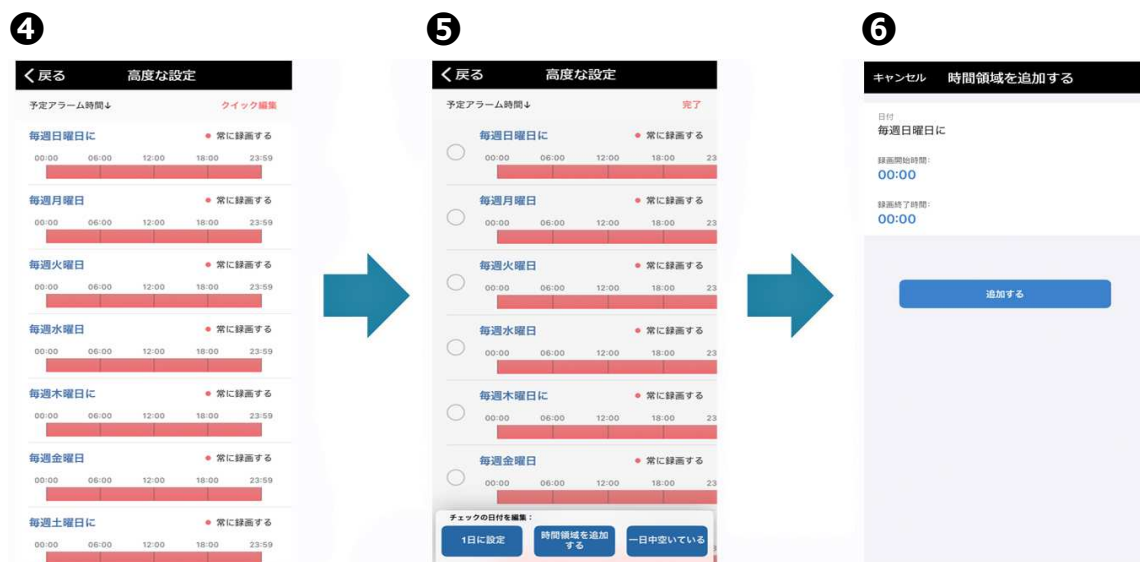 ❹
く戻る 高度な設定
予定アラーム時間↓ クイック編集
毎週日曜日に ● 常に録画する
00:00 06:00 12:00 18:00 23:59
毎週月曜日 ● 常に録画する
00:00 06:00 12:00 18:00 23:59
毎週火曜日 ● 常に録画する
00:00 06:00 12:00 18:00 23:59
毎週水曜日 ● 常に録画する
00:00 06:00 12:00 18:00 23:59
毎週木曜日に ● 常に録画する
00:00 06:00 12:00 18:00 23:59
毎週金曜日 ● 常に録画する
00:00 06:00 12:00 18:00 23:59
毎週土曜日に ● 常に録画する
00:00 06:00 12:00 18:00 23:59
❺
く戻る 高度な設定
予定アラーム時間↓ 完了
毎週日曜日に ● 常に録画する
00:00 06:00 12:00 18:00 23
毎週月曜日 ● 常に録画する
00:00 06:00 12:00 18:00 23
毎週火曜日 ● 常に録画する
00:00 06:00 12:00 18:00 23
毎週水曜日 ● 常に録画する
00:00 06:00 12:00 18:00 23
毎週木曜日に ● 常に録画する
00:00 06:00 12:00 18:00 23
毎週金曜日 ● 常に録画する
00:00 06:00 12:00 18:00 23
チェックの日付を編集：
1日に設定
時間領域を追加
する
一日中空いている
❻
キャンセル 時間領域を追加する
日付
毎週日曜日に
録画開始時間:
00:00
録画終了時間:
00:00
追加する